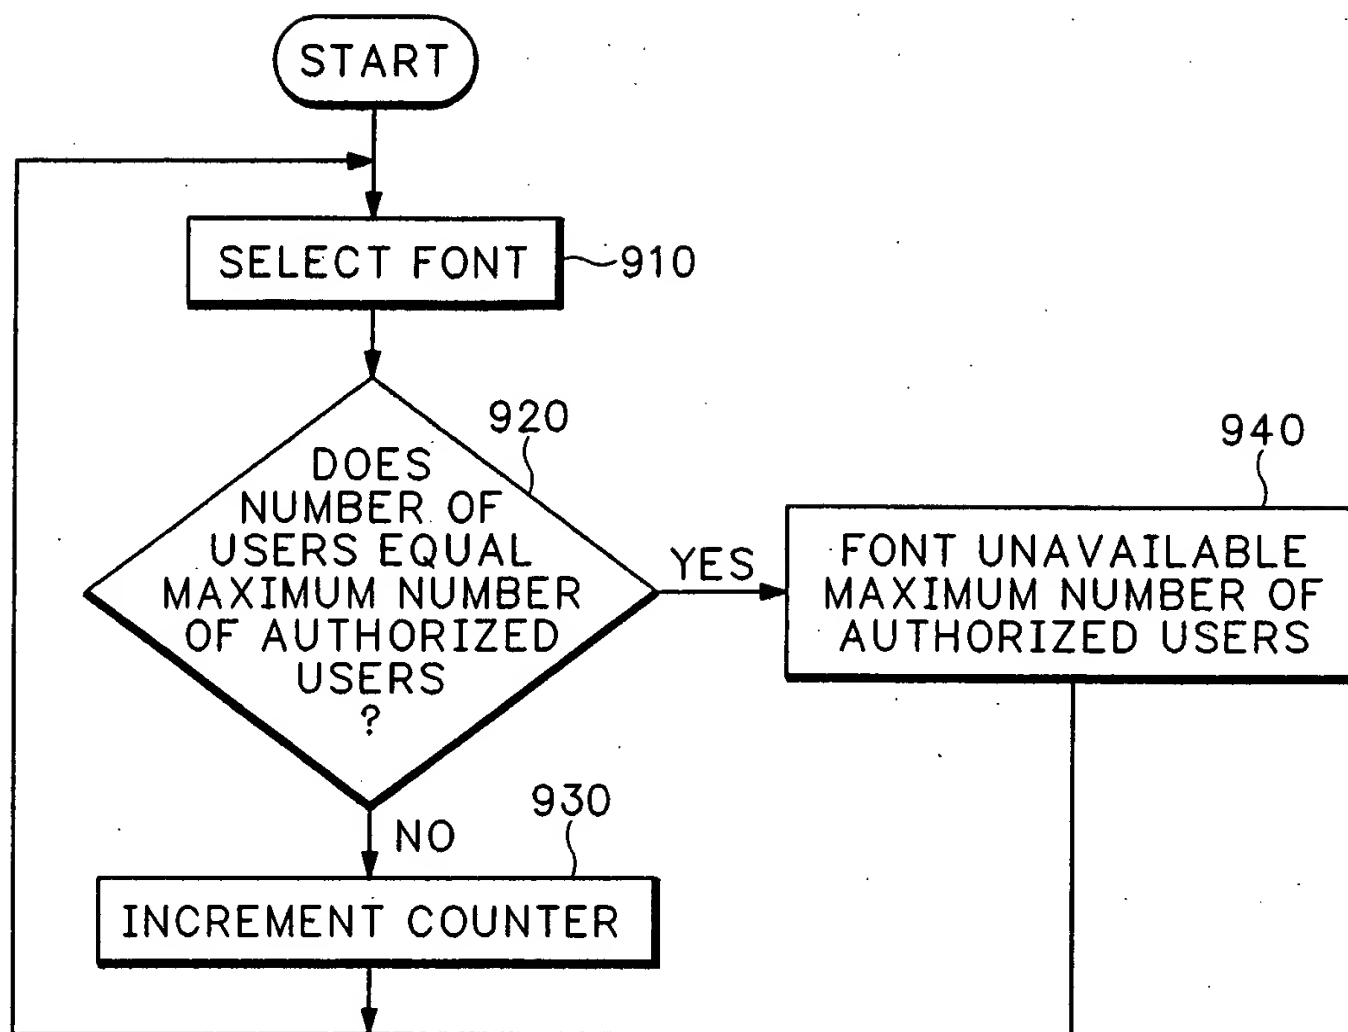 START
SELECT FONT
910
920
DOES
NUMBER OF
USERS EQUAL
MAXIMUM NUMBER
OF AUTHORIZED
USERS
?
YES
940
FONT UNAVAILABLE
MAXIMUM NUMBER OF
AUTHORIZED USERS
NO
930
INCREMENT COUNTER